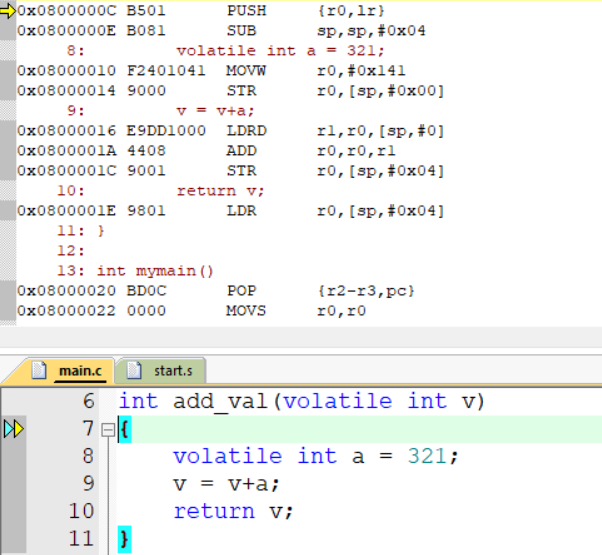 0x0800000C B501 PUSH {r0,lr}
0x0800000E B081 SUB sp,sp,#0x04
8: volatile int a = 321;
0x08000010 F2401041 MOVW r0,#0x141
0x08000014 9000 STR r0,[sp,#0x00]
9: v = v+a;
0x08000016 E9DD1000 LDRD r1,r0,[sp,#0]
0x0800001A 4408 ADD r0,r0,r1
0x0800001C 9001 STR r0,[sp,#0x04]
10: return v;
0x0800001E 9801 LDR r0,[sp,#0x04]
11: }
12:
13: int mymain()
0x08000020 BD0C POP {r2-r3,pc}
0x08000022 0000 MOVS r0,r0
main.c start.s
6 int add_val(volatile int v)
7 {
8 volatile int a = 321;
9 v = v+a;
10 return v;
11 }